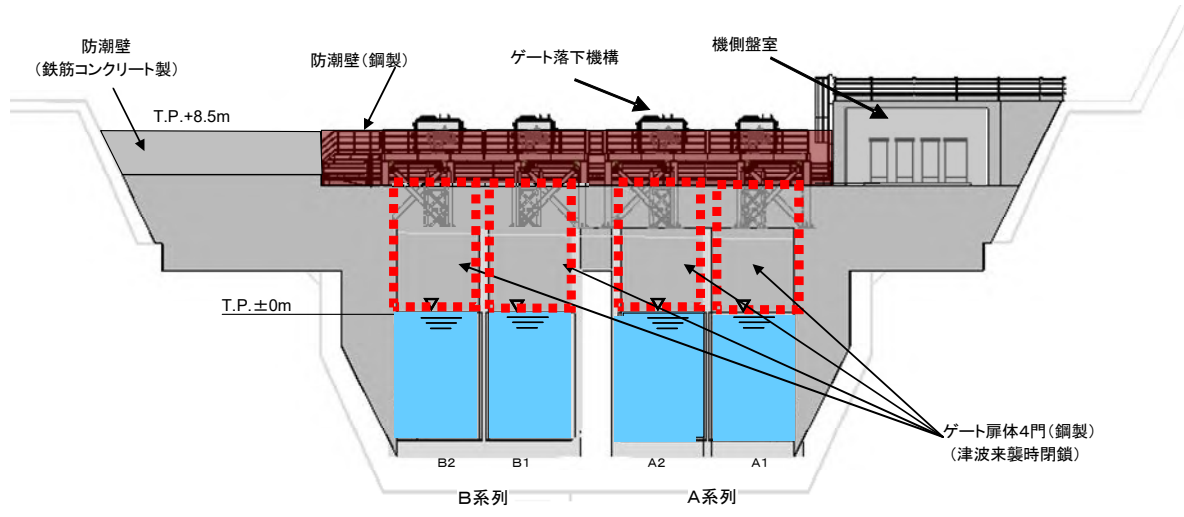 防潮壁
（鉄筋コンクリート製）
防潮壁（鋼製）
ゲート落下機構
機側盤室
T.P.+8.5m
T.P.±0m
ゲート扉体4門（鋼製）
（津波来襲時閉鎖）
B2 B1 A2 A1
B系列 A系列